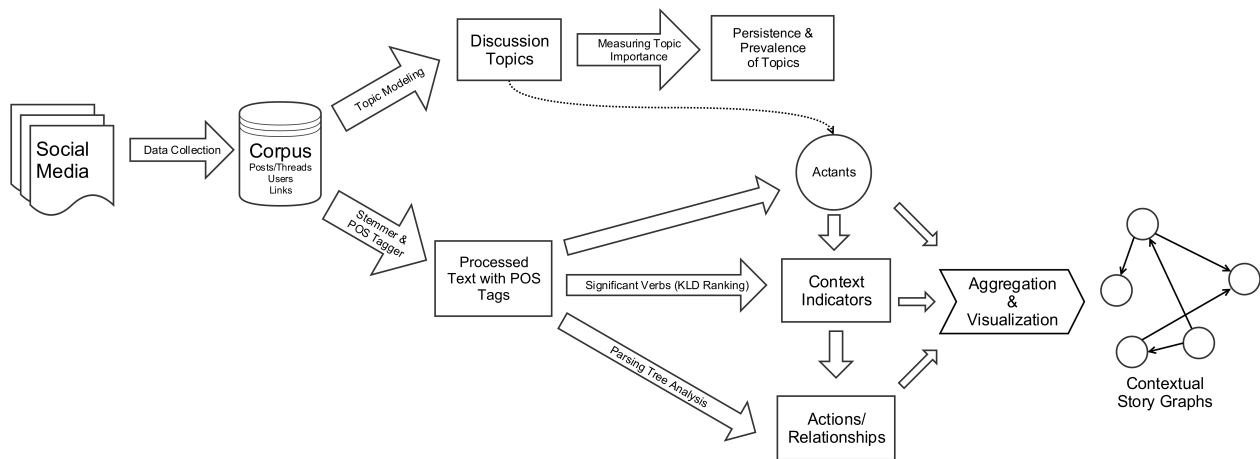 Social
Media
Data Collection
Corpus
Posts/Threads
Users
Links
Topic Modeling
Discussion
Topics
Measuring Topic
Importance
Persistence &
Prevalence
of Topics
Stemmer &
POS Tagger
Processed
Text with POS
Tags
Actants
Significant Verbs (KLD Ranking)
Context
Indicators
Parsing Tree Analysis
Actions/
Relationships
Aggregation
&
Visualization
Contextual
Story Graphs